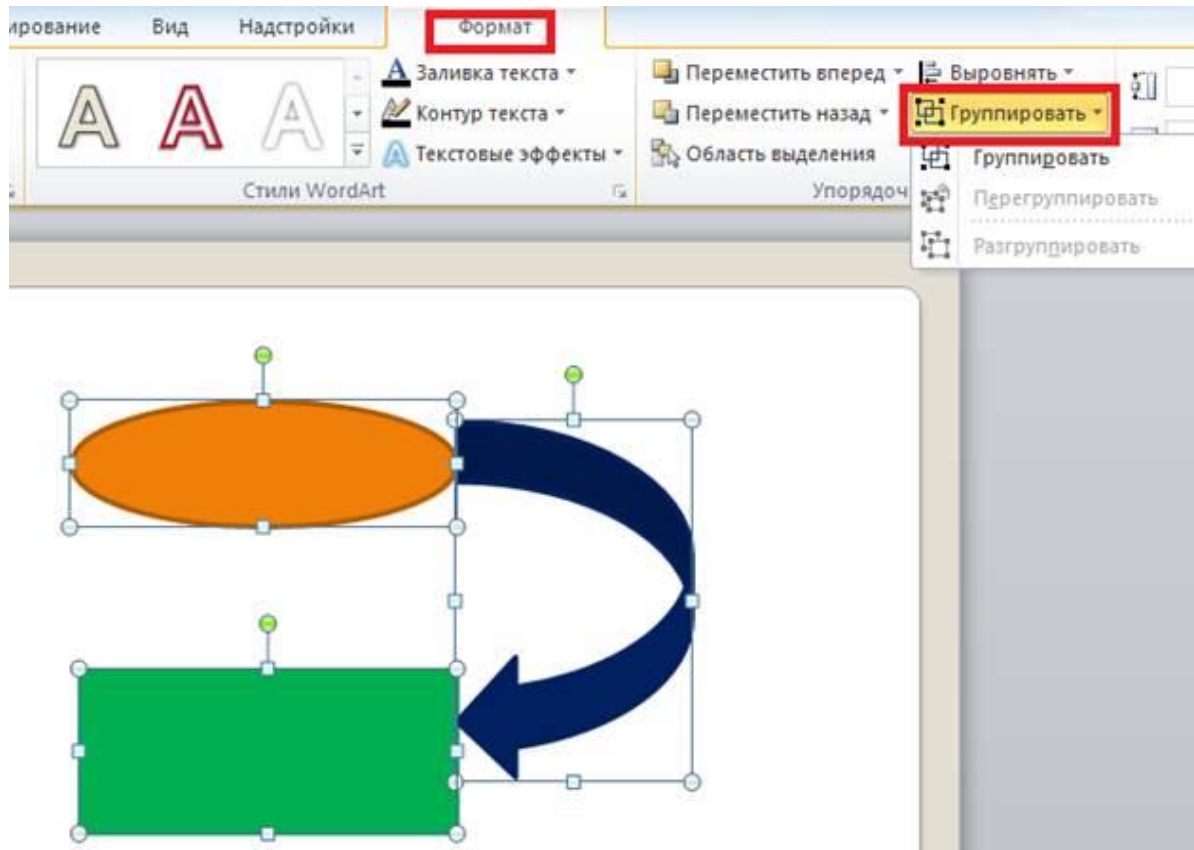 ирование Вид Надстройки Формат
Заливка текста Переместить вперед Выровнять
Контур текста Переместить назад Группировать
Текстовые эффекты Область выделения Группировать
Стили WordArt Упорядоч Перегруппировать
Разгруппировать